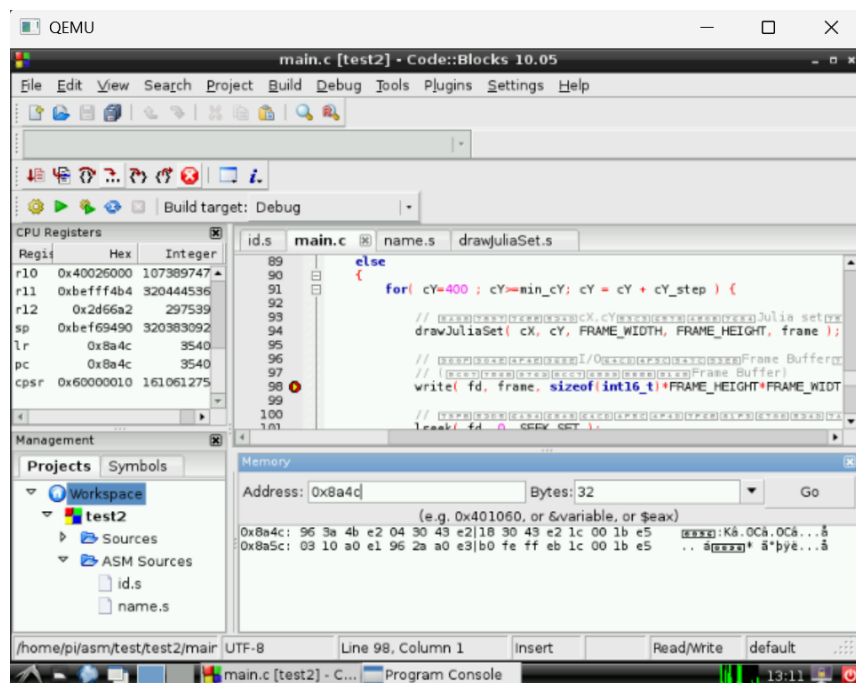 QEMU
main.c [test2] - Code::Blocks 10.05
File Edit View Search Project Build Debug Tools Plugins Settings Help
Build target: Debug
CPU Registers
Regis Hex Integer
r10 0x40026000 107389747
r11 0xbefff4b4 320444536
r12 0x2d66a2 297539
sp 0xbef69490 320383092
lr 0x8a4c 3540
pc 0x8a4c 3540
cpsr 0x60000010 161061275
id.s main.c name.s drawJuliaSet.s
89 else
90 {
91 for( cY=400 ; cY>=min_cY; cY = cY + cY_step ) {
92
93 // cX,cY Julia set
94 drawJuliaSet( cX, cY, FRAME_WIDTH, FRAME_HEIGHT, frame );
95
96 // I/O Frame Buffer
97 // ( Frame Buffer)
98 write( fd, frame, sizeof(int16_t)*FRAME_HEIGHT*FRAME_WIDT
99
100 //
101 lseek( fd, 0, SEEK_SET );
Management
Projects Symbols
Workspace
test2
Sources
ASM Sources
id.s
name.s
Memory
Address: 0x8a4c Bytes: 32 Go
(e.g. 0x401060, or &variable, or $eax)
0x8a4c: 96 3a 4b e2 04 30 43 e2|18 30 43 e2 1c 00 1b e5 :Kâ.0Câ.0Câ...å
0x8a5c: 03 10 a0 e1 96 2a a0 e3|b0 fe ff eb 1c 00 1b e5 .. á* ã°þÿë...å
/home/pi/asm/test/test2/mair UTF-8 Line 98, Column 1 Insert Read/Write default
main.c [test2] - C... Program Console 13:11